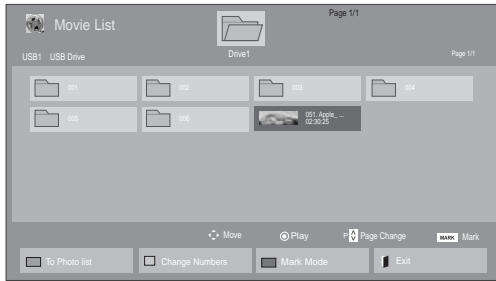 Page 1/1
Movie List
USB1 USB Drive
Drive1
Page 1/1
001
002
003
004
005
006
051. Apple_ ...
02:30:25
Move
Play
P Page Change
MARK Mark
To Photo list
Change Numbers
Mark Mode
Exit